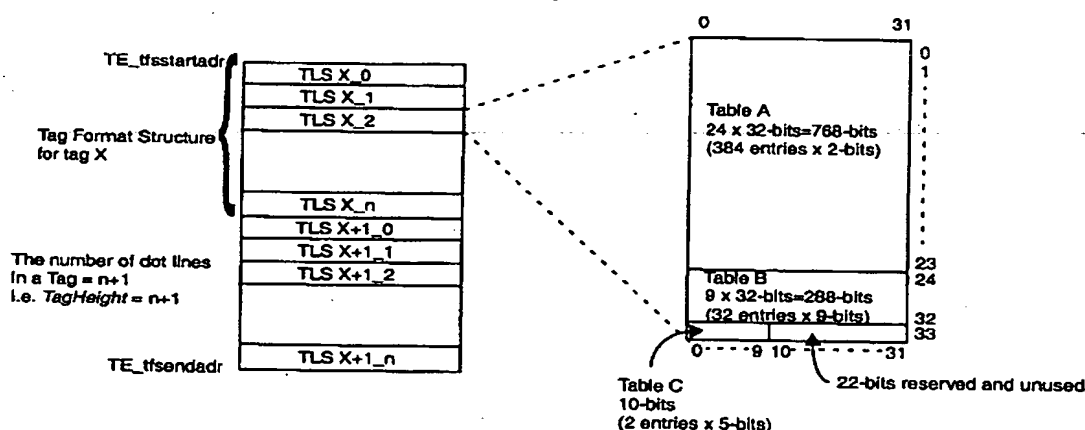 TE_tfsstartadr
Tag Format Structure
for tag X
The number of dot lines
in a Tag = n+1
i.e. TagHeight = n+1
TE_tfsendadr
TLS X_0
TLS X_1
TLS X_2
TLS X_n
TLS X+1_0
TLS X+1_1
TLS X+1_2
TLS X+1_n
0 31
0
1
Table A
24 x 32-bits=768-bits
(384 entries x 2-bits)
23
24
Table B
9 x 32-bits=288-bits
(32 entries x 9-bits)
32
33
0 9 10 31
Table C
10-bits
(2 entries x 5-bits)
22-bits reserved and unused